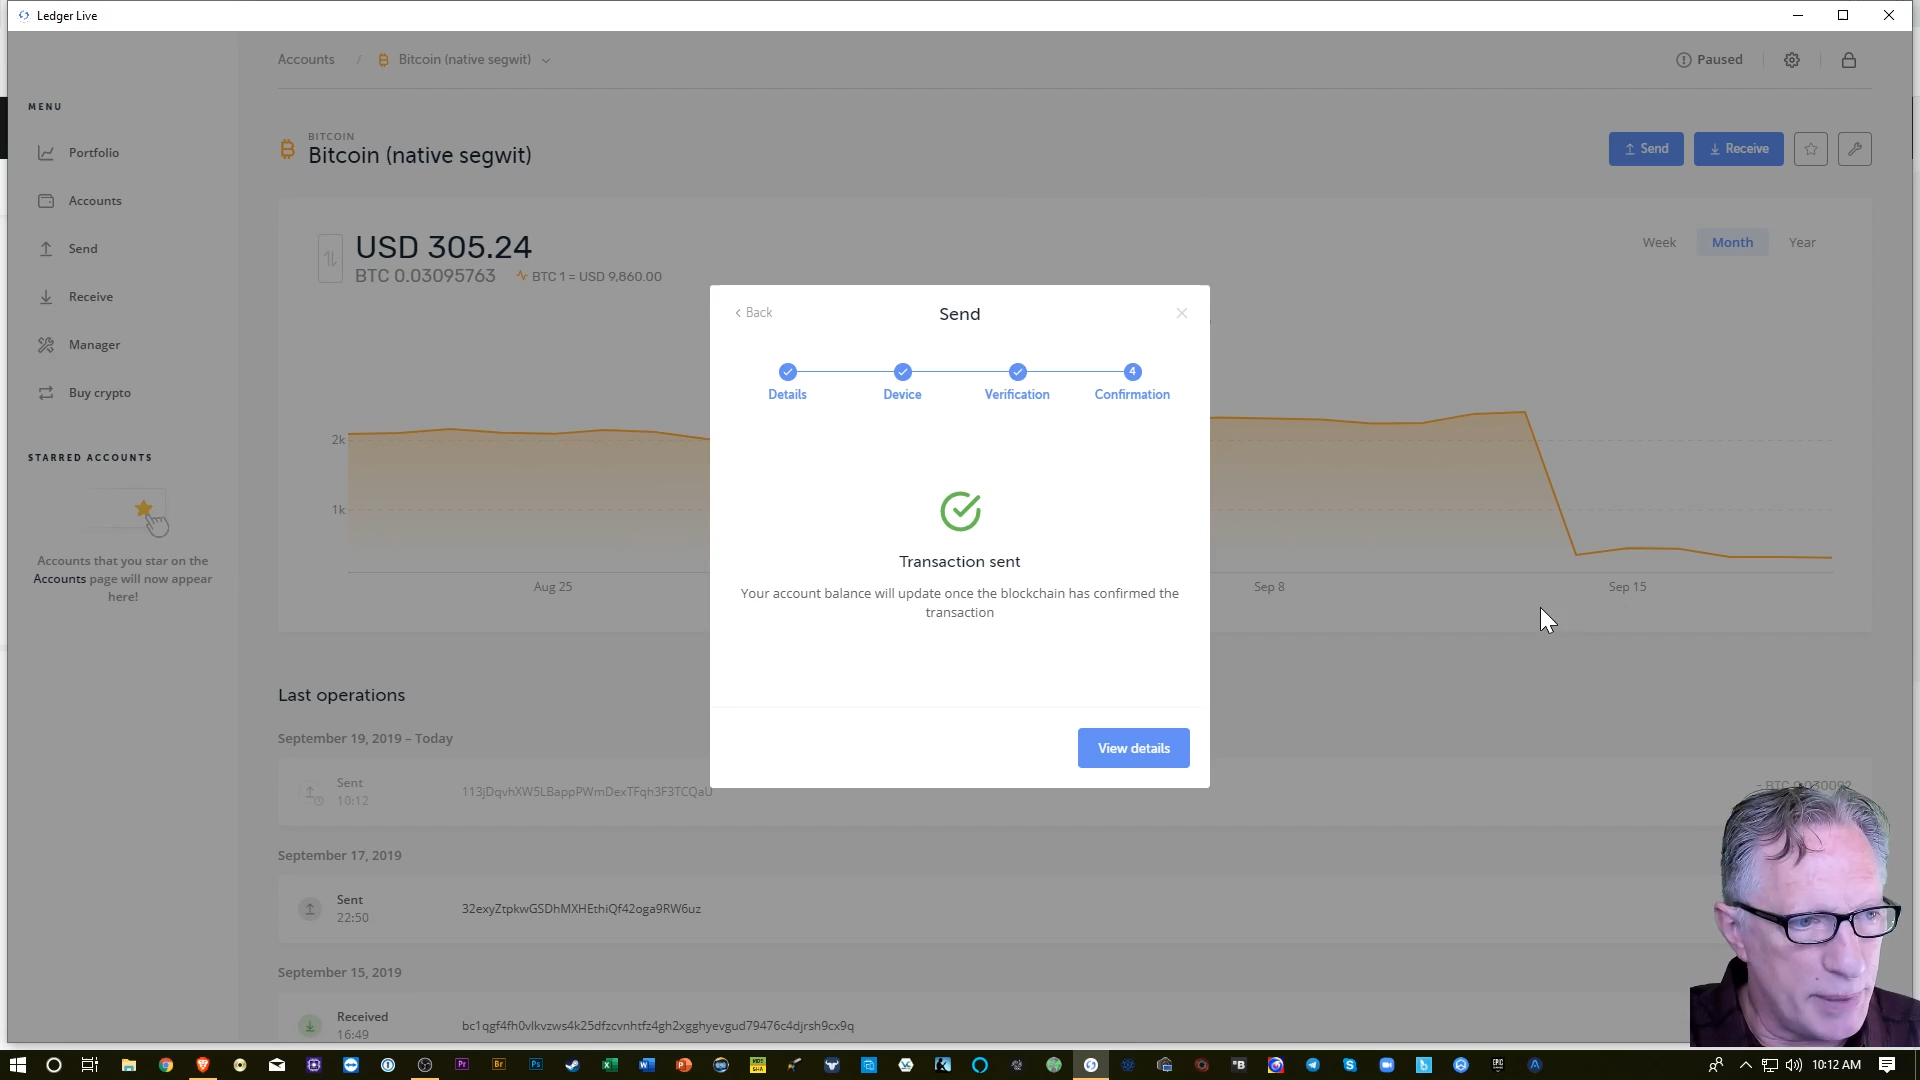 Ledger Live
Accounts / Bitcoin (native segwit)
Paused
MENU
Portfolio
Accounts
Send
Receive
Manager
Buy crypto
STARRED ACCOUNTS
Accounts that you star on the
Accounts page will now appear
here!
BITCOIN
Bitcoin (native segwit)
Send
Receive
USD 305.24
BTC 0.03095763
BTC 1 = USD 9,860.00
Week
Month
Year
2k
1k
Aug 25
Sep 8
Sep 15
Back
Send
4
Details
Device
Verification
Confirmation
Transaction sent
Your account balance will update once the blockchain has confirmed the
transaction
View details
Last operations
September 19, 2019 – Today
Sent
10:12
113jDqvhXW5LBappPWmDexTFqh3F3TCQaU
- BTC 0.030092
September 17, 2019
Sent
22:50
32exyZtpkwGSDhMXHEthiQf42oga9RW6uz
September 15, 2019
Received
16:49
bc1qgf4fh0vlkvzws4k25dfzcvnhtfz4gh2xgghyevgud79476c4djrsh9cx9q
10:12 AM